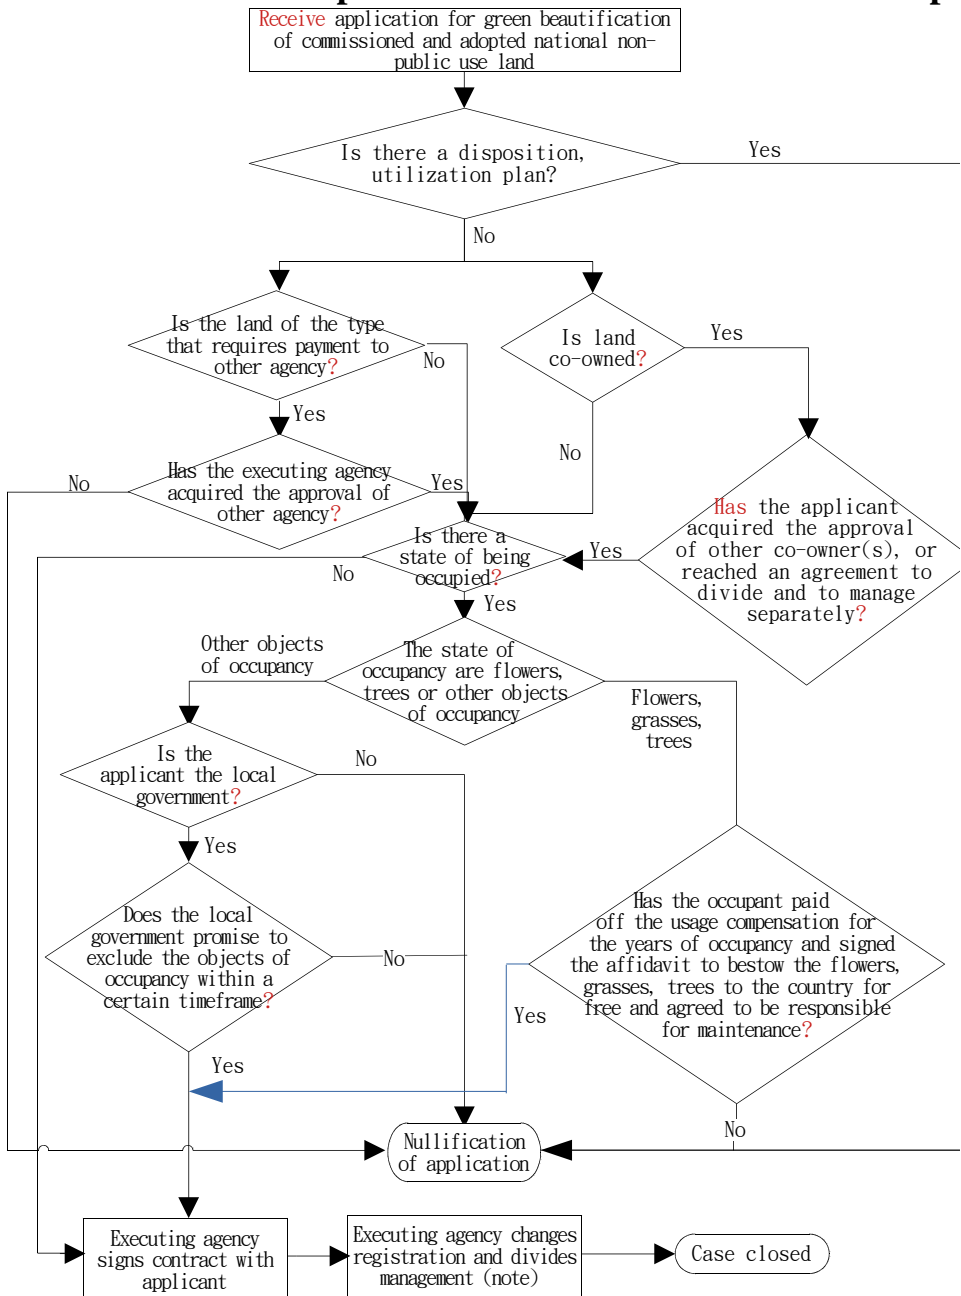 Receive application for green beautification
of commissioned and adopted national non-
public use land
Is there a disposition,
utilization plan?
Yes
No
Is the land of the type
that requires payment to
other agency?
No
Is land
co-owned?
Yes
Yes
No
Has the executing agency
acquired the approval of
other agency?
No
Yes
Has the applicant
acquired the approval
of other co-owner(s), or
reached an agreement to
divide and to manage
separately?
Is there a
state of being
occupied?
Yes
No
Yes
Other objects
of occupancy
The state of
occupancy are flowers,
trees or other objects
of occupancy
Flowers,
grasses,
trees
Is the
applicant the local
government?
No
Yes
Does the local
government promise to
exclude the objects of
occupancy within a
certain timeframe?
No
Has the occupant paid
off the usage compensation for
the years of occupancy and signed
the affidavit to bestow the flowers,
grasses, trees to the country for
free and agreed to be responsible
for maintenance?
Yes
Yes
No
Nullification
of application
Executing agency
signs contract with
applicant
Executing agency changes
registration and divides
management (note)
Case closed